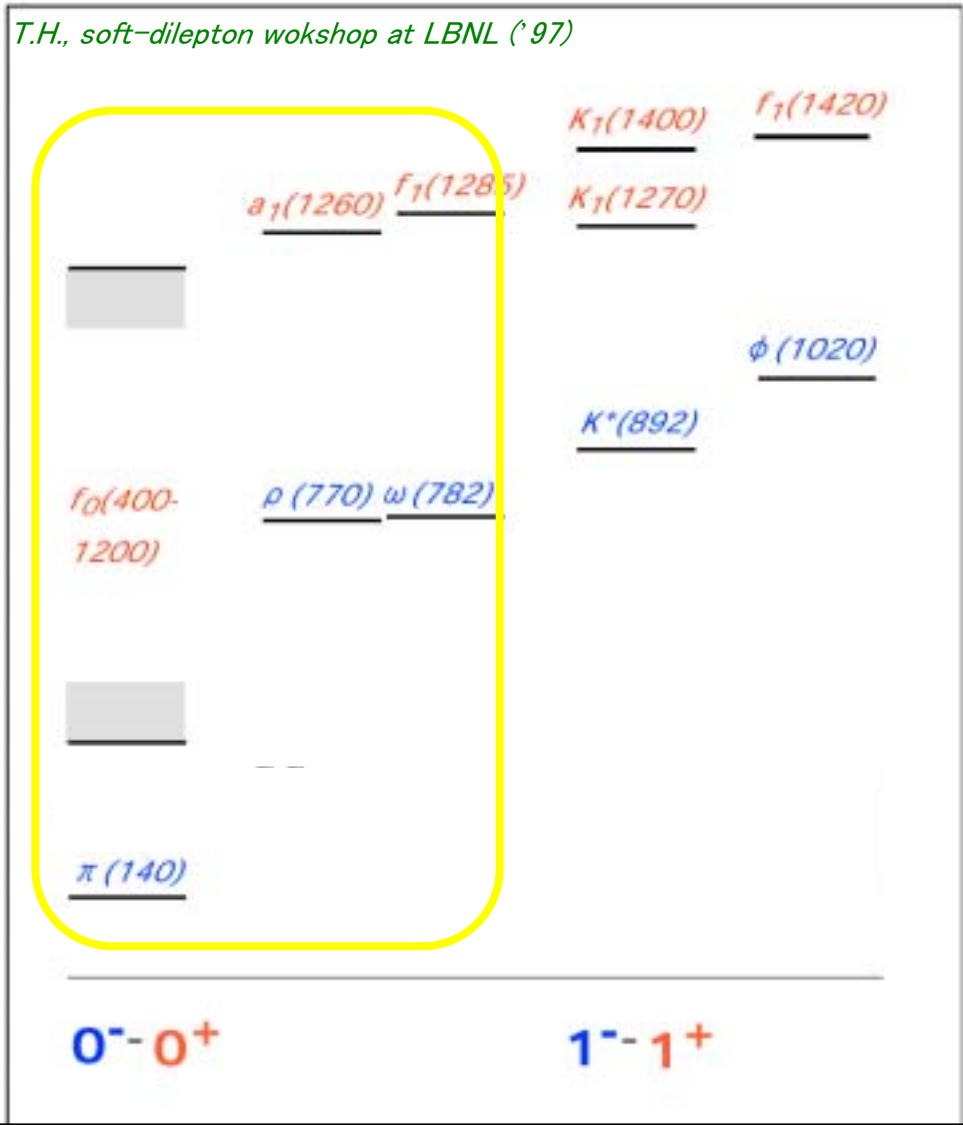 T.H., soft-dilepton wokshop at LBNL ('97)
K1(1400)
f1(1420)
a1(1260)
f1(1285)
K1(1270)
ϕ (1020)
K*(892)
f0(400-
1200)
ρ (770)
ω (782)
π (140)
0⁻-0⁺
1⁻-1⁺